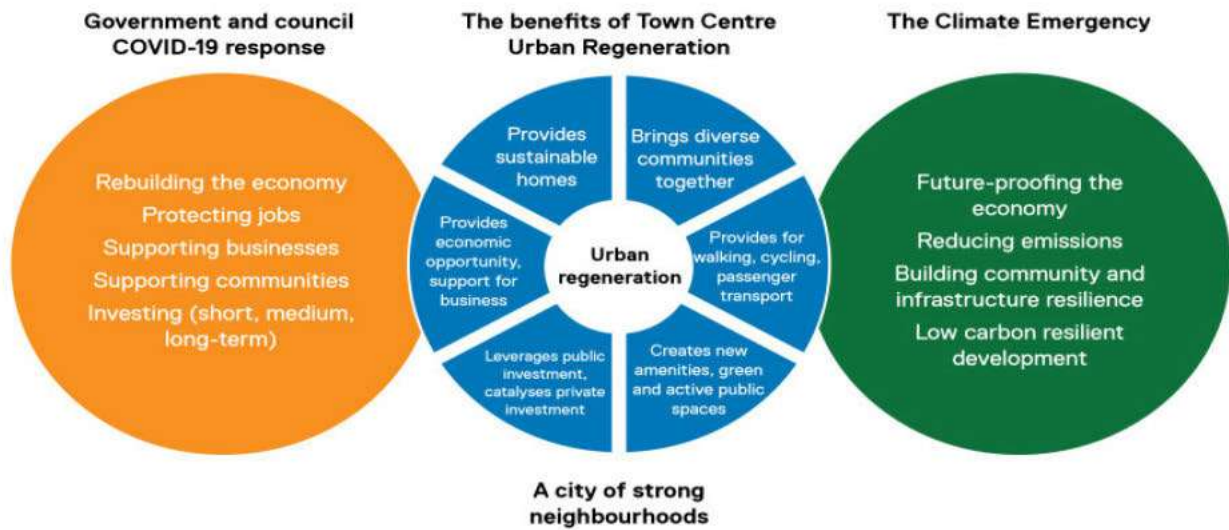 Government and council
COVID-19 response
Rebuilding the economy
Protecting jobs
Supporting businesses
Supporting communities
Investing (short, medium,
long-term)
The benefits of Town Centre
Urban Regeneration
Provides
sustainable
homes
Brings diverse
communities
together
Provides
economic
opportunity,
support for
business
Urban
regeneration
Provides for
walking, cycling,
passenger
transport
Leverages public
investment,
catalyses private
investment
Creates new
amenities, green
and active public
spaces
A city of strong
neighbourhoods
The Climate Emergency
Future-proofing the
economy
Reducing emissions
Building community and
infrastructure resilience
Low carbon resilient
development